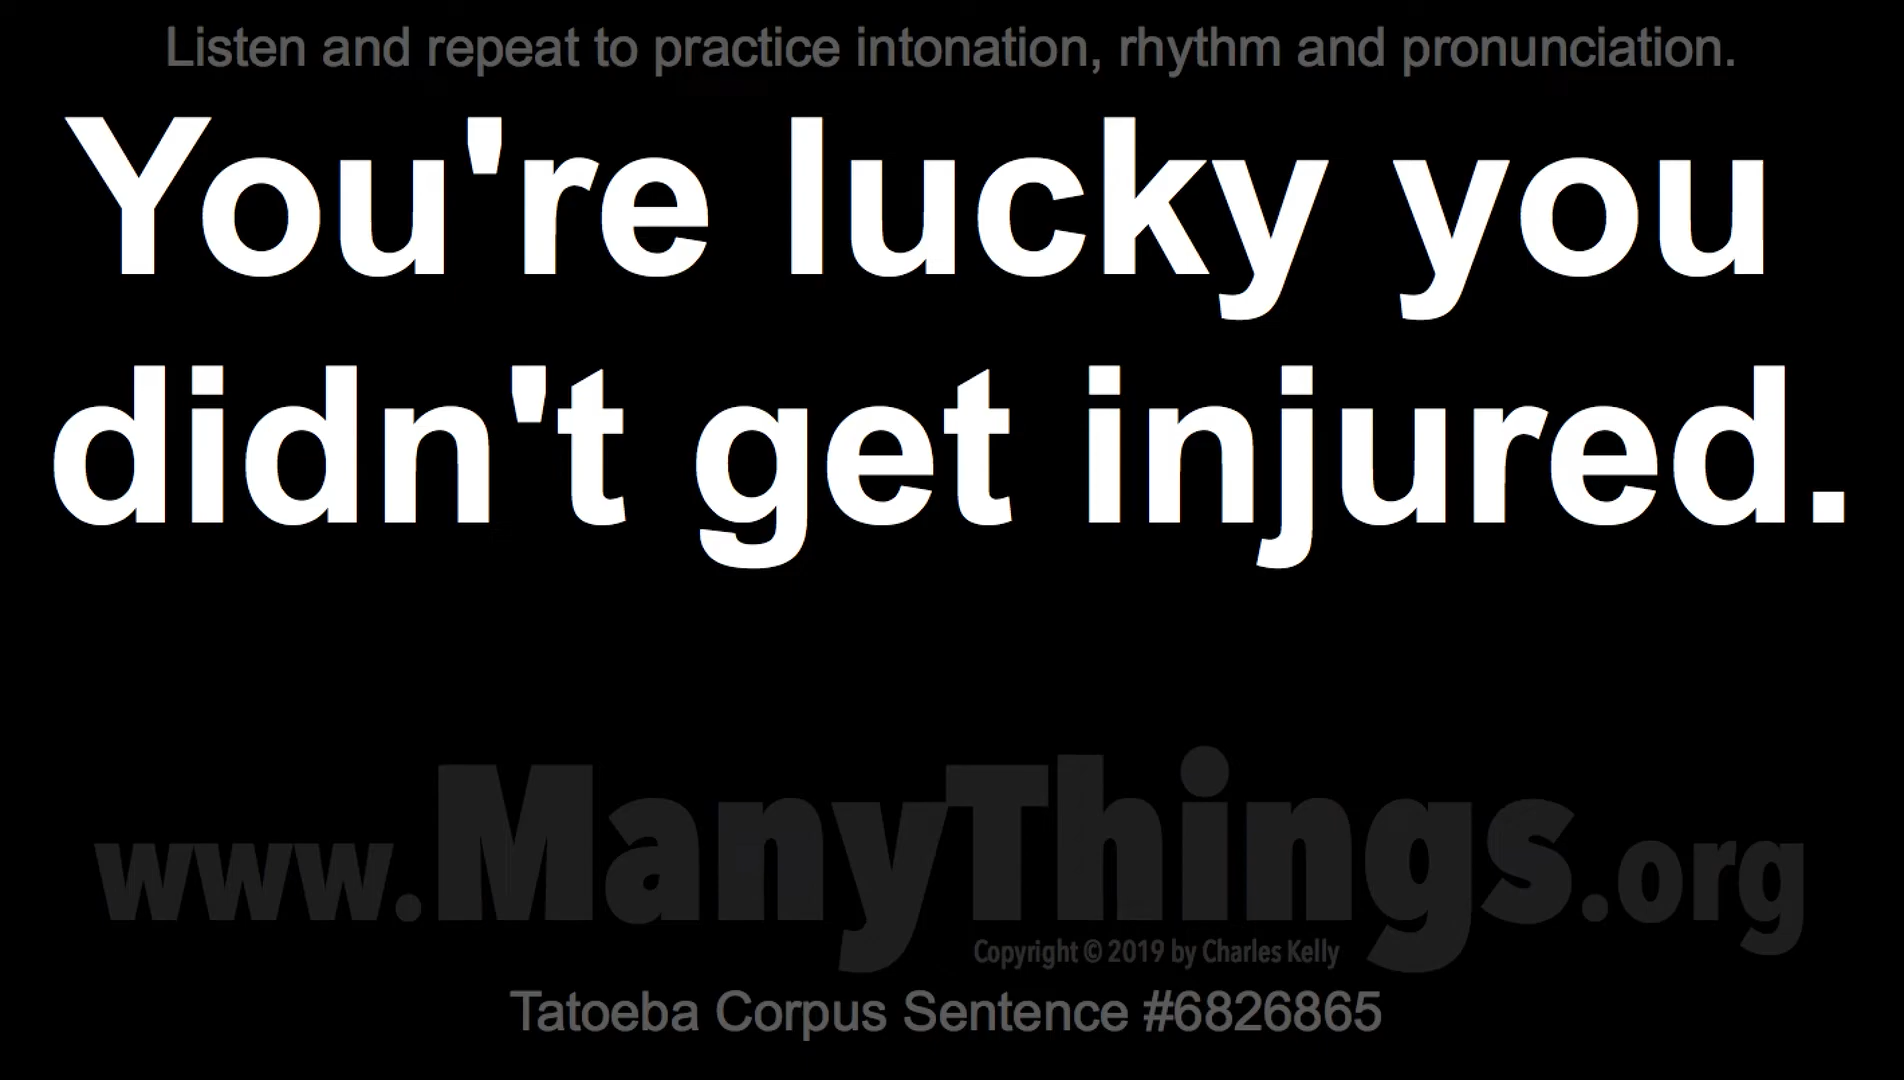 Listen and repeat to practice intonation, rhythm and pronunciation.
You're lucky you
didn't get injured.
www.ManyThings.org
Copyright © 2019 by Charles Kelly
Tatoeba Corpus Sentence #6826865